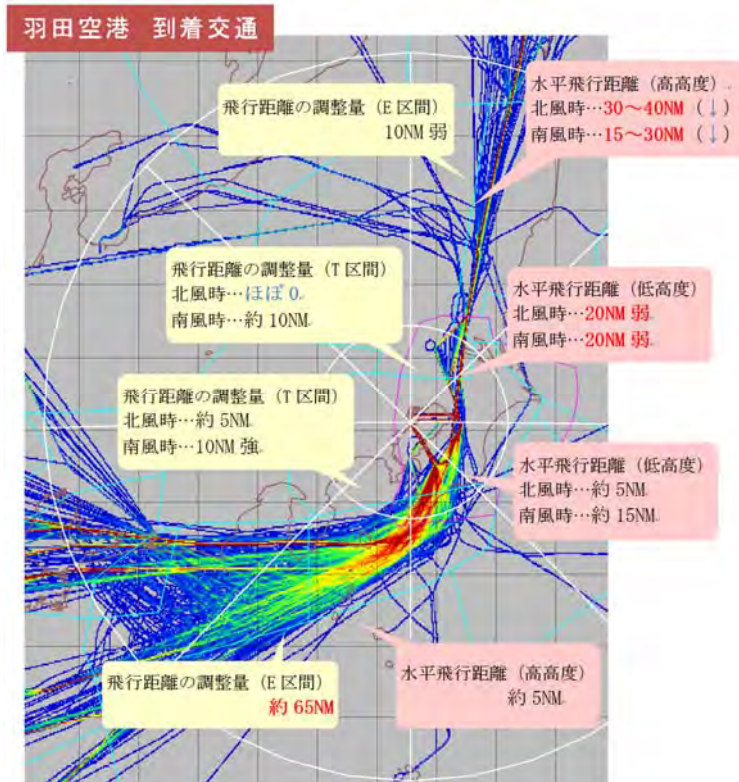 羽田空港 到着交通
水平飛行距離（高高度）
北風時…30～40NM（↓）
南風時…15～30NM（↓）
飛行距離の調整量（E区間）
10NM 弱
飛行距離の調整量（T区間）
北風時…ほぼ 0
南風時…約 10NM
水平飛行距離（低高度）
北風時…20NM 弱
南風時…20NM 弱
飛行距離の調整量（T区間）
北風時…約 5NM
南風時…10NM 強
水平飛行距離（低高度）
北風時…約 5NM
南風時…約 15NM
飛行距離の調整量（E区間）
約 65NM
水平飛行距離（高高度）
約 5NM